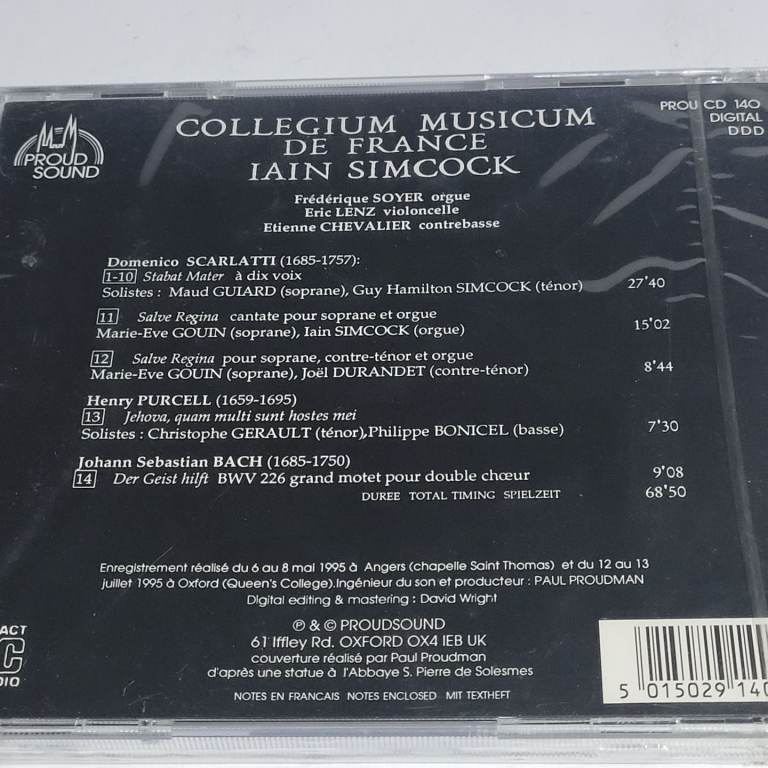 PROUD
SOUND
PROU CD 140
DIGITAL
DDD
COLLEGIUM MUSICUM
DE FRANCE
IAIN SIMCOCK
Frédérique SOYER orgue
Eric LENZ violoncelle
Etienne CHEVALIER contrebasse
Domenico SCARLATTI (1685-1757):
1-10 Stabat Mater à dix voix
Solistes : Maud GUIARD (soprane), Guy Hamilton SIMCOCK (ténor) 27'40
11 Salve Regina cantate pour soprane et orgue
Marie-Eve GOUIN (soprane), Iain SIMCOCK (orgue) 15'02
12 Salve Regina pour soprane, contre-ténor et orgue
Marie-Eve GOUIN (soprane), Joël DURANDET (contre-ténor) 8'44
Henry PURCELL (1659-1695)
13 Jehova, quam multi sunt hostes mei
Solistes : Christophe GERAULT (ténor),Philippe BONICEL (basse) 7'30
Johann Sebastian BACH (1685-1750)
14 Der Geist hilft BWV 226 grand motet pour double chœur 9'08
DUREE TOTAL TIMING SPIELZEIT 68'50
Enregistrement réalisé du 6 au 8 mai 1995 à Angers (chapelle Saint Thomas) et du 12 au 13
juillet 1995 à Oxford (Queen's College).Ingénieur du son et producteur : PAUL PROUDMAN
Digital editing & mastering : David Wright
℗ & © PROUDSOUND
61 Iffley Rd. OXFORD OX4 IEB UK
couverture réalisé par Paul Proudman
d'après une statue à l'Abbaye S. Pierre de Solesmes
NOTES EN FRANCAIS NOTES ENCLOSED MIT TEXTHEFT
5 015029 140